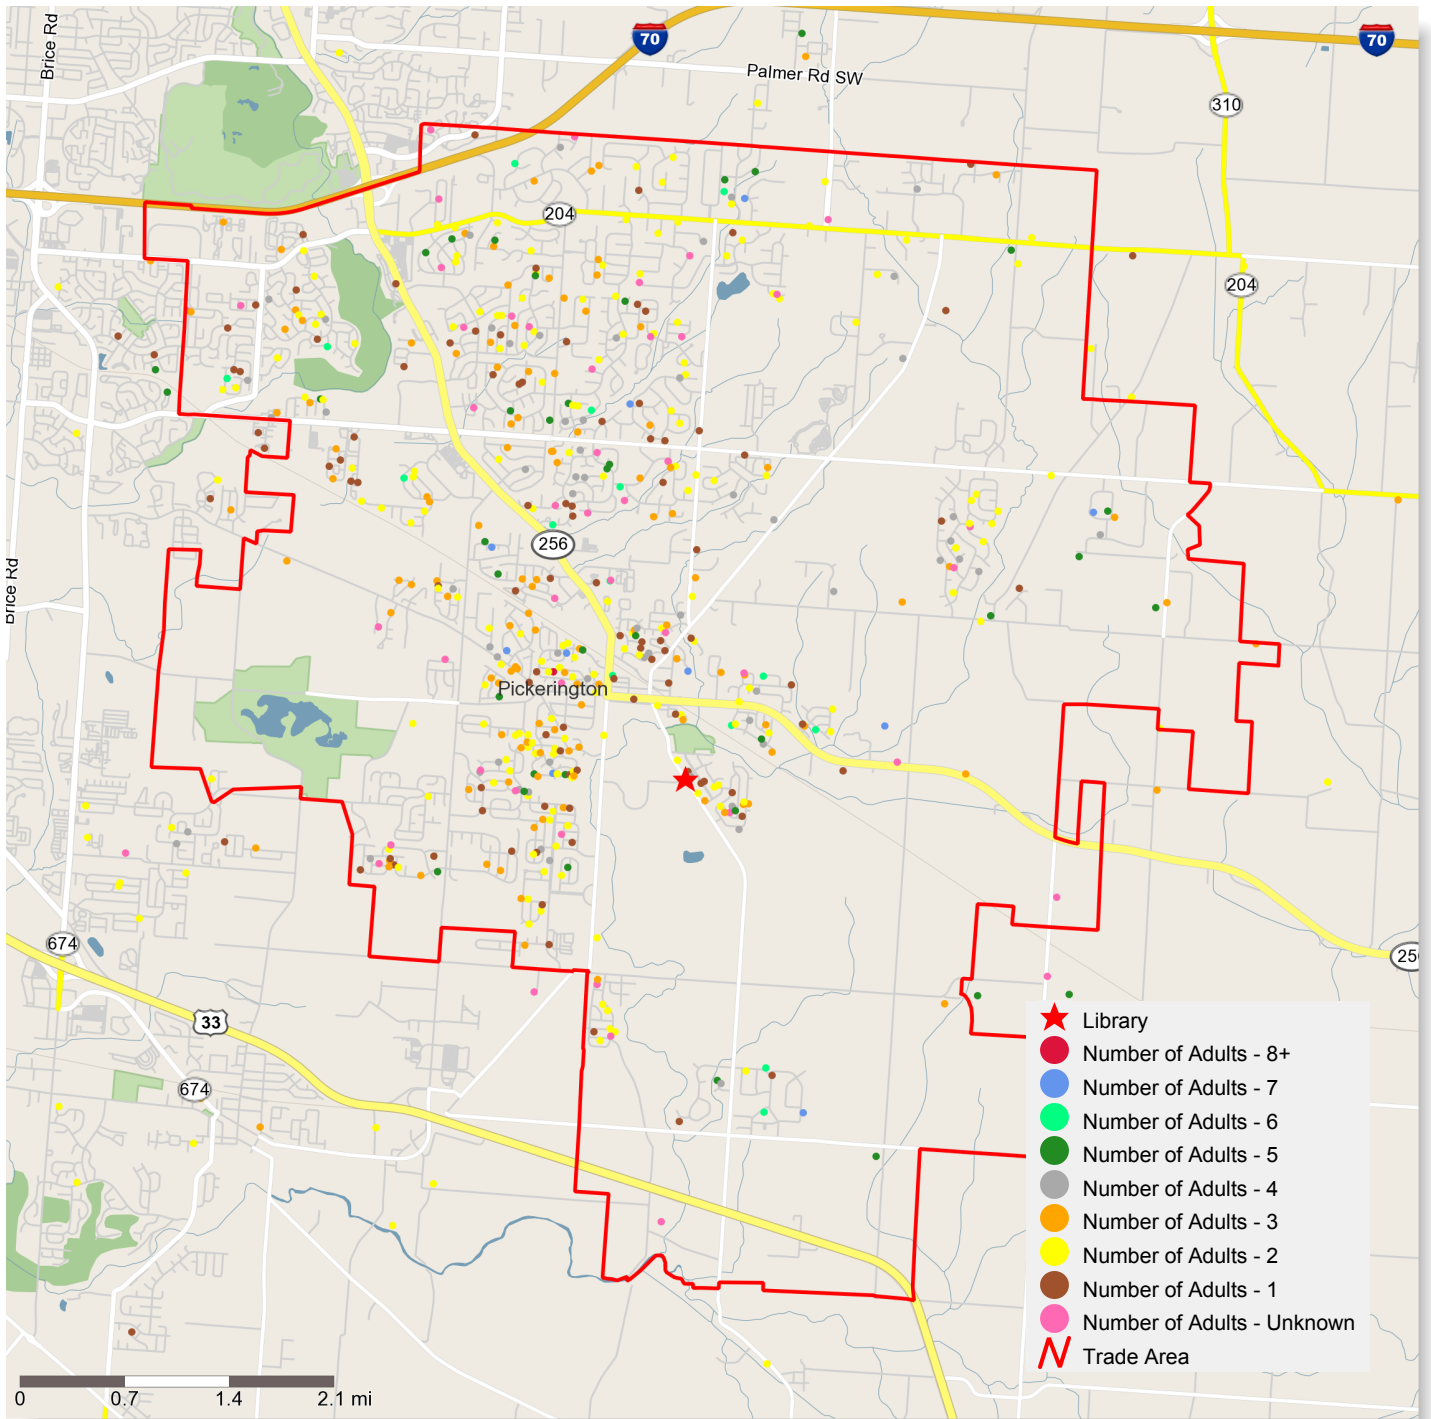 Brice Rd
70
70
Palmer Rd SW
310
204
204
256
Brice Rd
Pickerington
674
25
33
674
Library
Number of Adults - 8+
Number of Adults - 7
Number of Adults - 6
Number of Adults - 5
Number of Adults - 4
Number of Adults - 3
Number of Adults - 2
Number of Adults - 1
Number of Adults - Unknown
Trade Area
0 0.7 1.4 2.1 mi